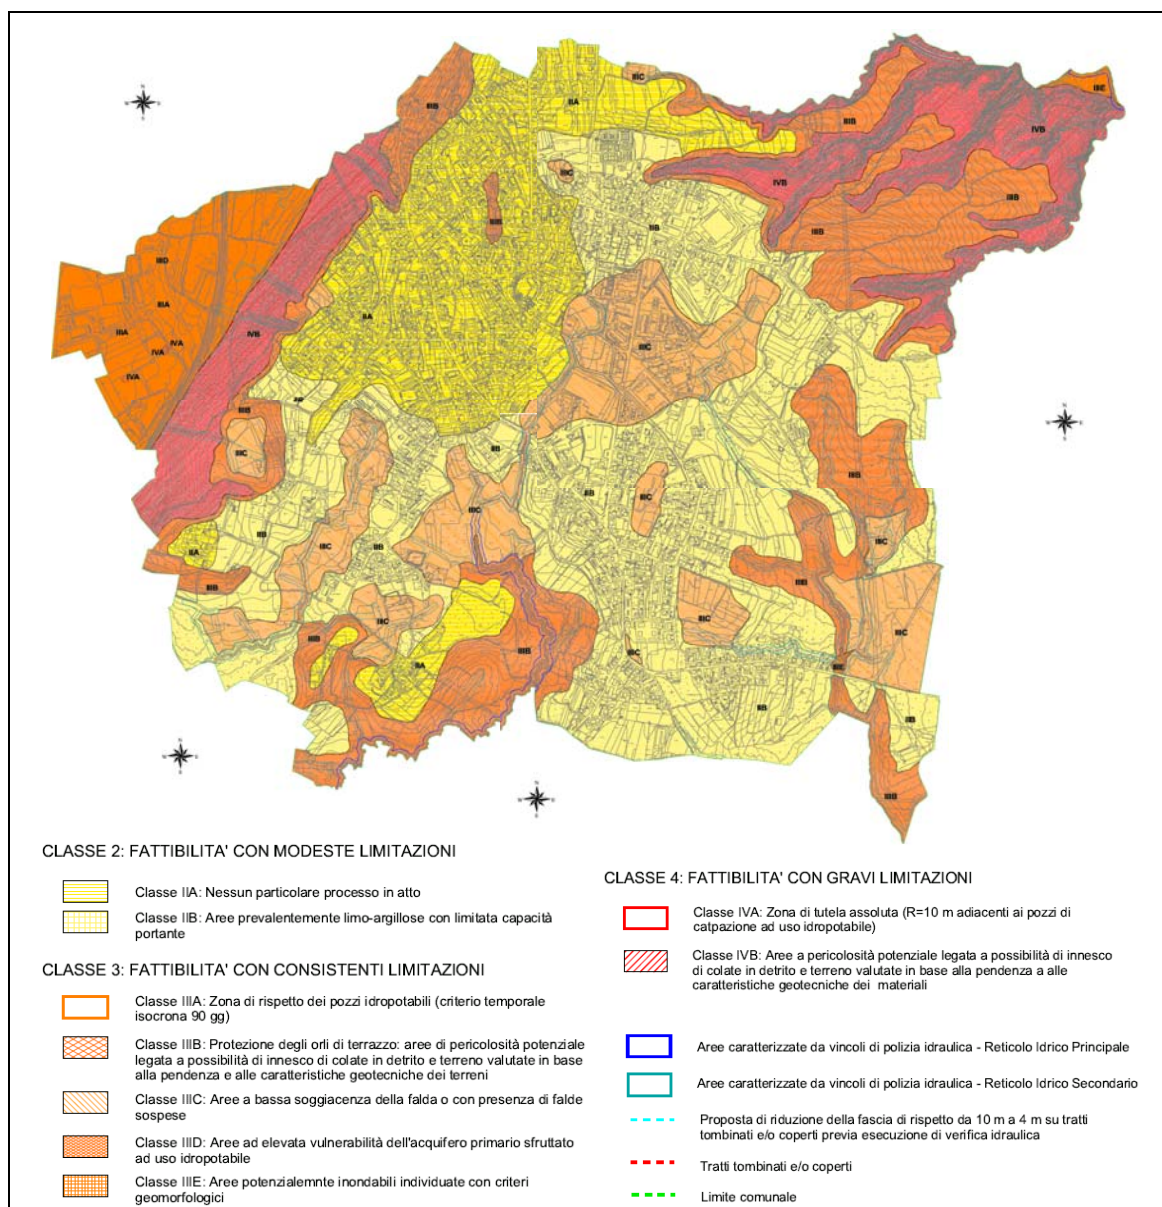 IIIC
IIA
IIIB
IIIE
IIIB
IVB
IIIC
IVB
IIIB
IIIB
IIB
IIIB
IIID
IIIA
IIIA
IVA
IVA
IVA
IVB
IIA
IIIC
IIIB
IIIC
IIB
IIIB
IIIC
IIB
IIIC
IIB
IIIC
IIB
IIIC
IIA
IIIB
IIIB
IIIC
IIIC
IIIC
IIIB
IIIB
IIIC
IIA
IIIE
IIB
IIB
IIIB
CLASSE 2: FATTIBILITA' CON MODESTE LIMITAZIONI
Classe IIA: Nessun particolare processo in atto
Classe IIB: Aree prevalentemente limo-argillose con limitata capacità
portante
CLASSE 3: FATTIBILITA' CON CONSISTENTI LIMITAZIONI
Classe IIIA: Zona di rispetto dei pozzi idropotabili (criterio temporale
isocrona 90 gg)
Classe IIIB: Protezione degli orli di terrazzo: aree di pericolosità potenziale
legata a possibilità di innesco di colate in detrito e terreno valutate in base
alla pendenza e alle caratteristiche geotecniche dei terreni
Classe IIIC: Aree a bassa soggiacenza della falda o con presenza di falde
sospese
Classe IIID: Aree ad elevata vulnerabilità dell'acquifero primario sfruttato
ad uso idropotabile
Classe IIIE: Aree potenzialemnte inondabili individuate con criteri
geomorfologici
CLASSE 4: FATTIBILITA' CON GRAVI LIMITAZIONI
Classe IVA: Zona di tutela assoluta (R=10 m adiacenti ai pozzi di
catpazione ad uso idropotabile)
Classe IVB: Aree a pericolosità potenziale legata a possibilità di innesco
di colate in detrito e terreno valutate in base alla pendenza a alle
caratteristiche geotecniche dei materiali
Aree caratterizzate da vincoli di polizia idraulica - Reticolo Idrico Principale
Aree caratterizzate da vincoli di polizia idraulica - Reticolo Idrico Secondario
Proposta di riduzione della fascia di rispetto da 10 m a 4 m su tratti
tombinati e/o coperti previa esecuzione di verifica idraulica
Tratti tombinati e/o coperti
Limite comunale